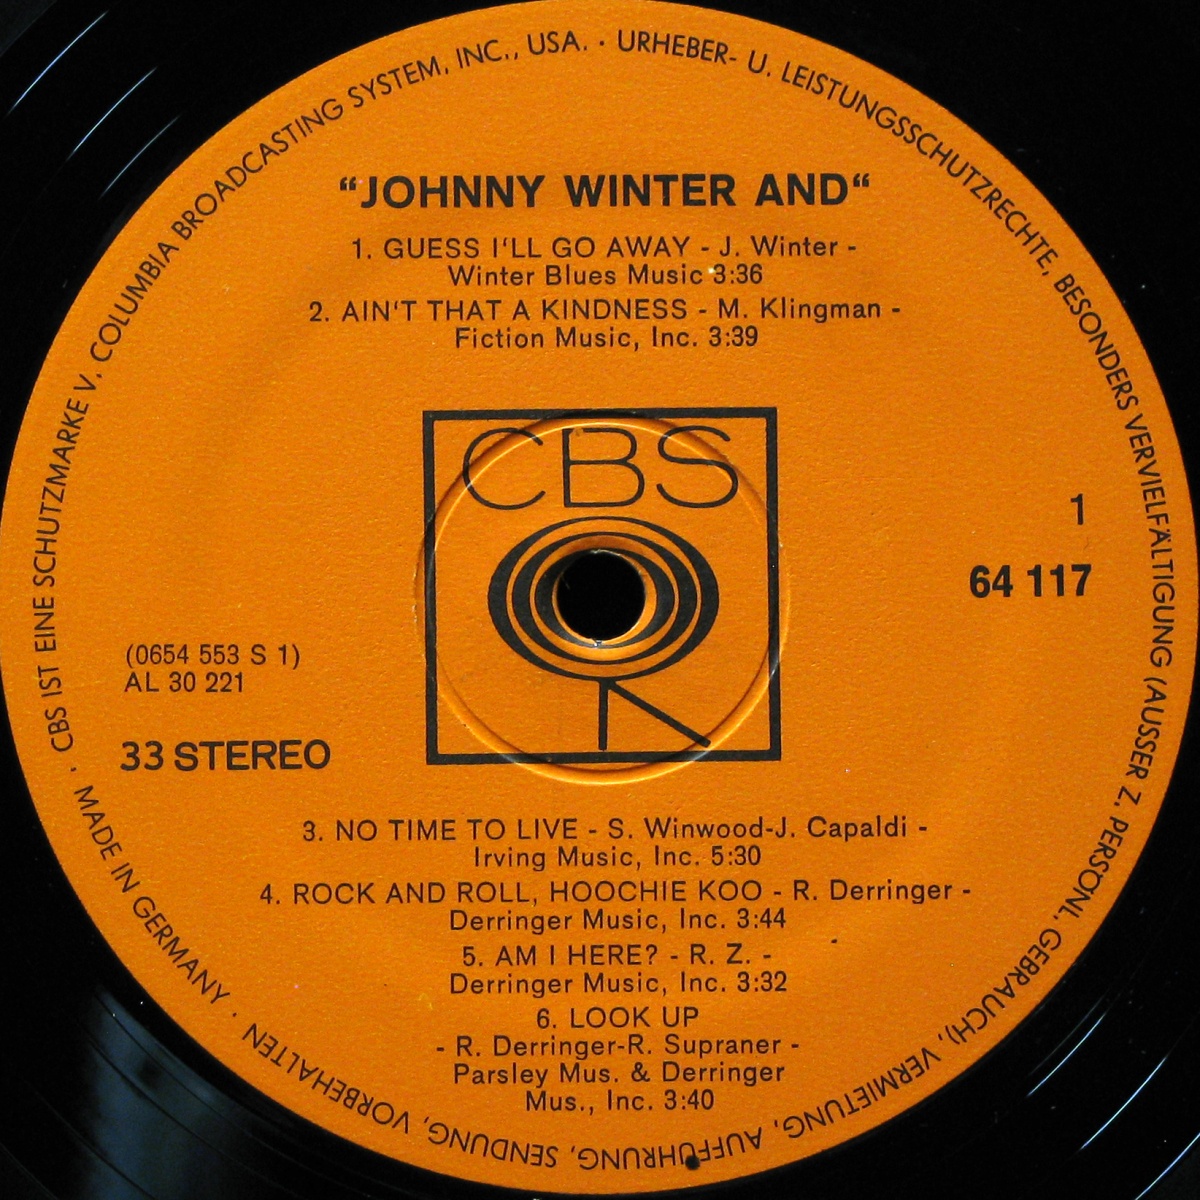 CBS IST EINE SCHUTZMARKE V. COLUMBIA BROADCASTING SYSTEM, INC., USA. · URHEBER- U. LEISTUNGSSCHUTZRECHTE, BESONDERS VERVIELFÄLTIGUNG (AUSSER Z. PERSÖNL. GEBRAUCH), VERMIETUNG, AUFFÜHRUNG, SENDUNG, VORBEHALTEN · MADE IN GERMANY ·
“JOHNNY WINTER AND“
1. GUESS I'LL GO AWAY - J. Winter -
Winter Blues Music 3:36
2. AIN'T THAT A KINDNESS - M. Klingman -
Fiction Music, Inc. 3:39
CBS
1
64 117
(0654 553 S 1)
AL 30 221
33 STEREO
3. NO TIME TO LIVE - S. Winwood-J. Capaldi -
Irving Music, Inc. 5:30
4. ROCK AND ROLL, HOOCHIE KOO - R. Derringer -
Derringer Music, Inc. 3:44
5. AM I HERE? - R. Z. -
Derringer Music, Inc. 3:32
6. LOOK UP
- R. Derringer-R. Supraner -
Parsley Mus. & Derringer
Mus., Inc. 3:40